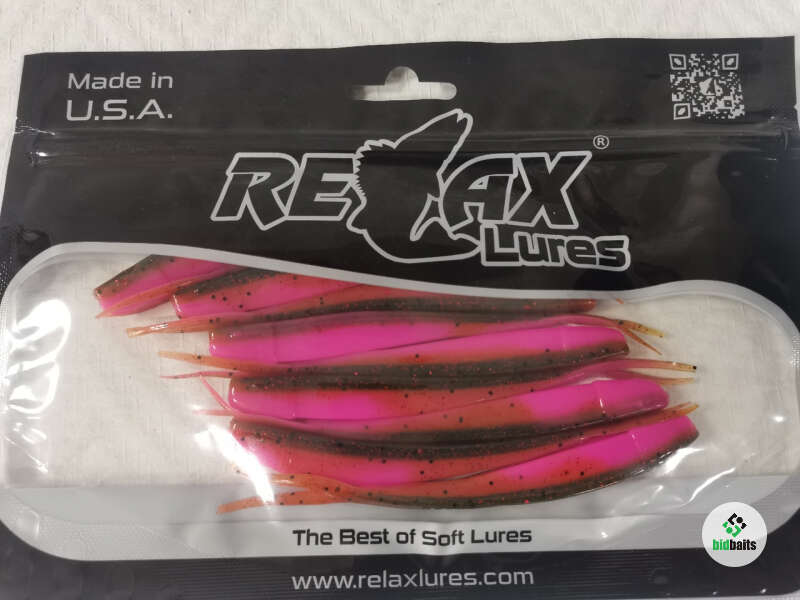 Made in
U.S.A.
RELAX®
Lures
The Best of Soft Lures
www.relaxlures.com
bidbaits